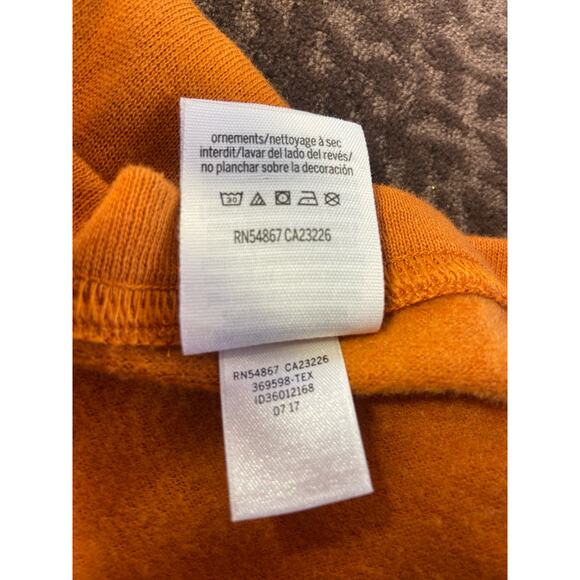 ornements/nettoyage à sec
interdit/lavar del lado del revés/
no planchar sobre la decoración
30
RN54867 CA23226
RN54867 CA23226
369598-TEX
ID36012168
07 17